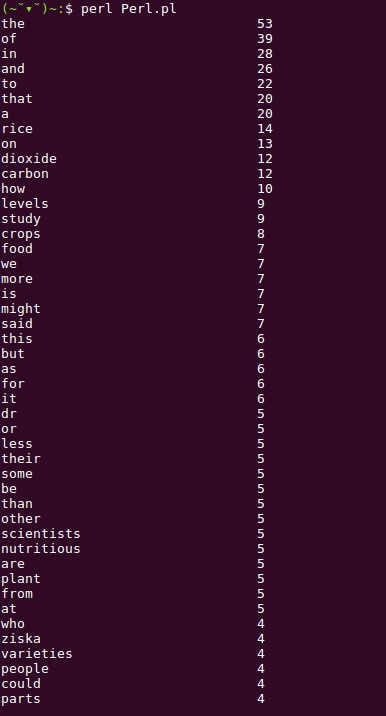 (~˘▾˘)~:$ perl Perl.pl
the 53
of 39
in 28
and 26
to 22
that 20
a 20
rice 14
on 13
dioxide 12
carbon 12
how 10
levels 9
study 9
crops 8
food 7
we 7
more 7
is 7
might 7
said 7
this 6
but 6
as 6
for 6
it 6
dr 5
or 5
less 5
their 5
some 5
be 5
than 5
other 5
scientists 5
nutritious 5
are 5
plant 5
from 5
at 5
who 4
ziska 4
varieties 4
people 4
could 4
parts 4